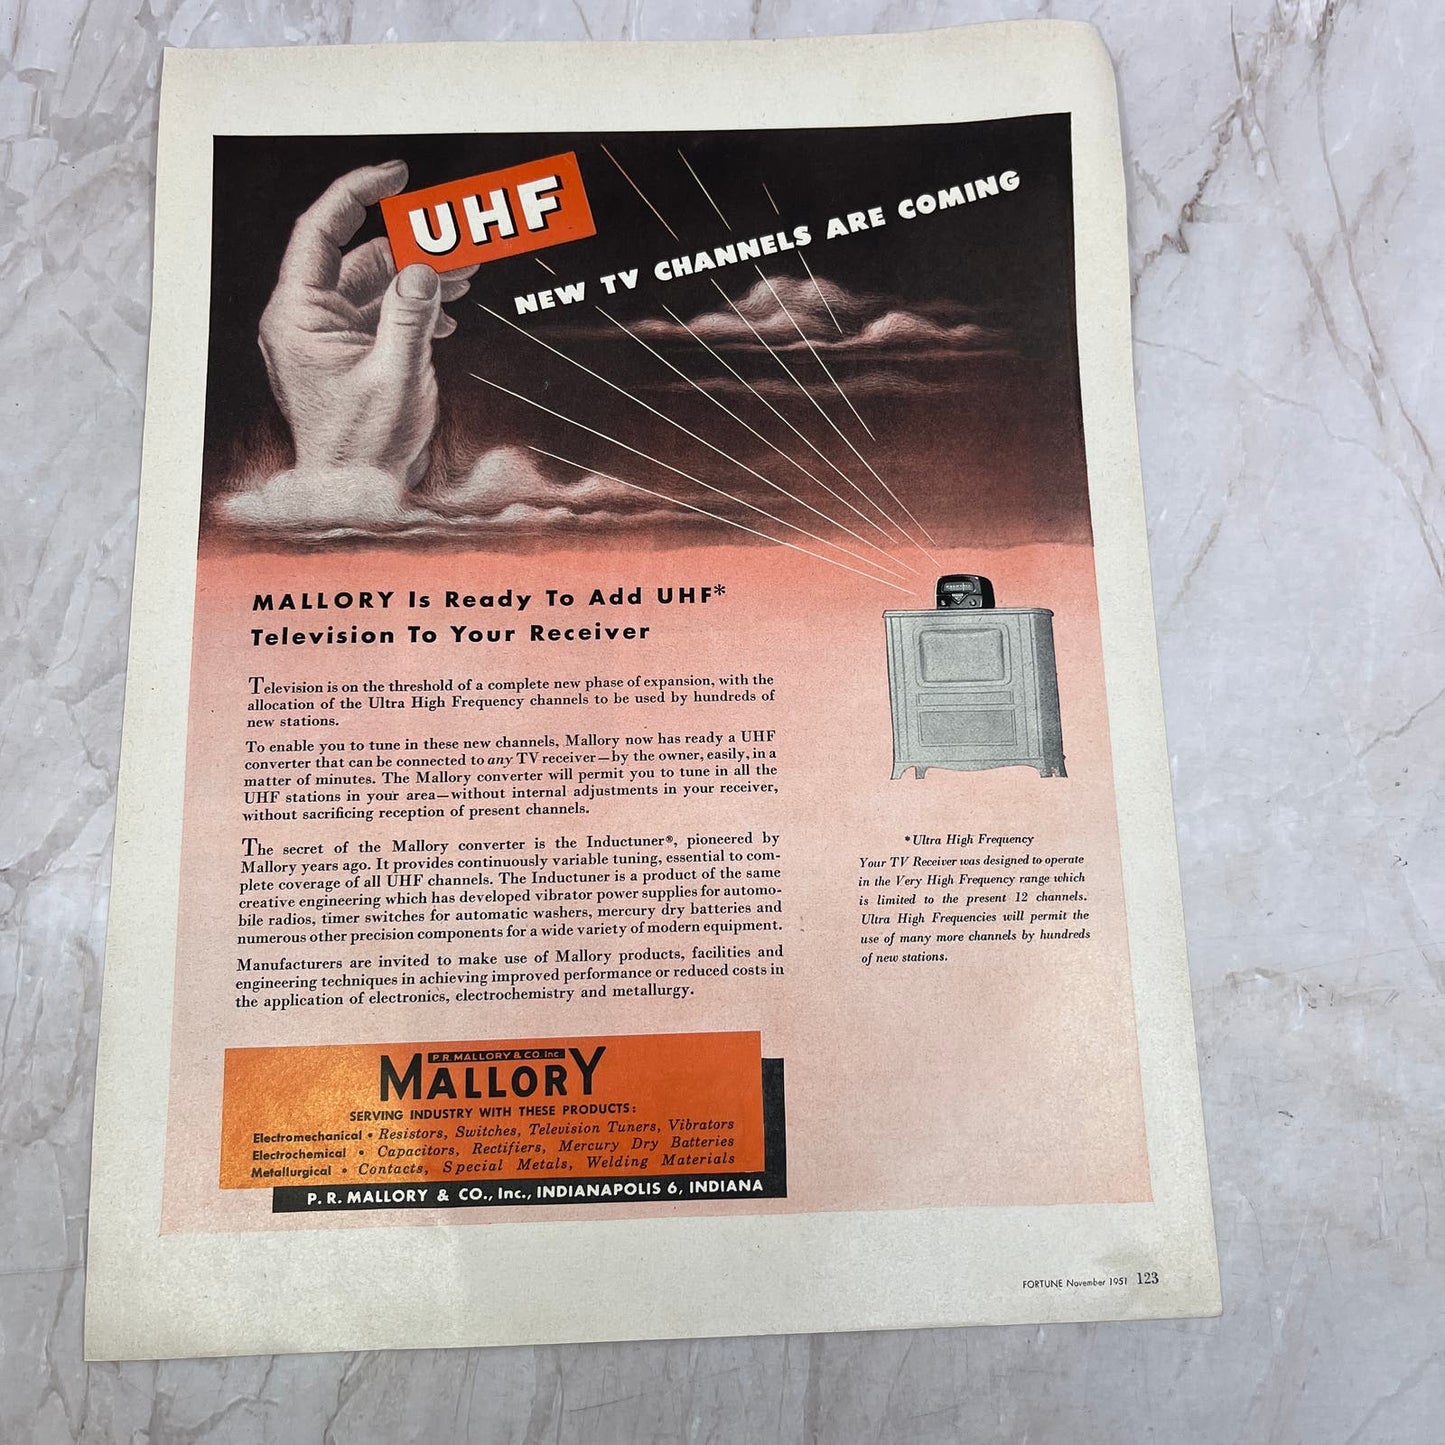 UHF
NEW TV CHANNELS ARE COMING
MALLORY Is Ready To Add UHF*
Television To Your Receiver
Television is on the threshold of a complete new phase of expansion, with the
allocation of the Ultra High Frequency channels to be used by hundreds of
new stations.
To enable you to tune in these new channels, Mallory now has ready a UHF
converter that can be connected to any TV receiver—by the owner, easily, in a
matter of minutes. The Mallory converter will permit you to tune in all the
UHF stations in your area—without internal adjustments in your receiver,
without sacrificing reception of present channels.
The secret of the Mallory converter is the Inductuner®, pioneered by
Mallory years ago. It provides continuously variable tuning, essential to com-
plete coverage of all UHF channels. The Inductuner is a product of the same
creative engineering which has developed vibrator power supplies for automo-
bile radios, timer switches for automatic washers, mercury dry batteries and
numerous other precision components for a wide variety of modern equipment.
Manufacturers are invited to make use of Mallory products, facilities and
engineering techniques in achieving improved performance or reduced costs in
the application of electronics, electrochemistry and metallurgy.
*Ultra High Frequency
Your TV Receiver was designed to operate
in the Very High Frequency range which
is limited to the present 12 channels.
Ultra High Frequencies will permit the
use of many more channels by hundreds
of new stations.
P.R. MALLORY & CO. Inc.
MALLORY
SERVING INDUSTRY WITH THESE PRODUCTS:
Electromechanical • Resistors, Switches, Television Tuners, Vibrators
Electrochemical • Capacitors, Rectifiers, Mercury Dry Batteries
Metallurgical • Contacts, Special Metals, Welding Materials
P. R. MALLORY & CO., Inc., INDIANAPOLIS 6, INDIANA
FORTUNE November 1951 123